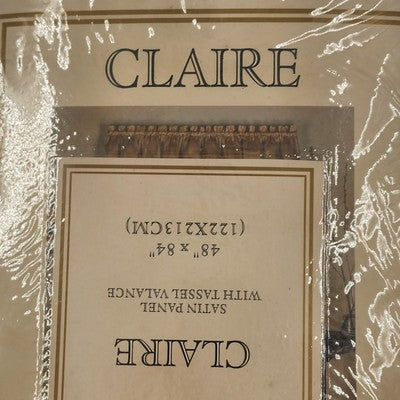 CLAIRE
CLAIRE
SATIN PANEL
WITH TASSEL VALANCE
48" x 84"
(122X213CM)